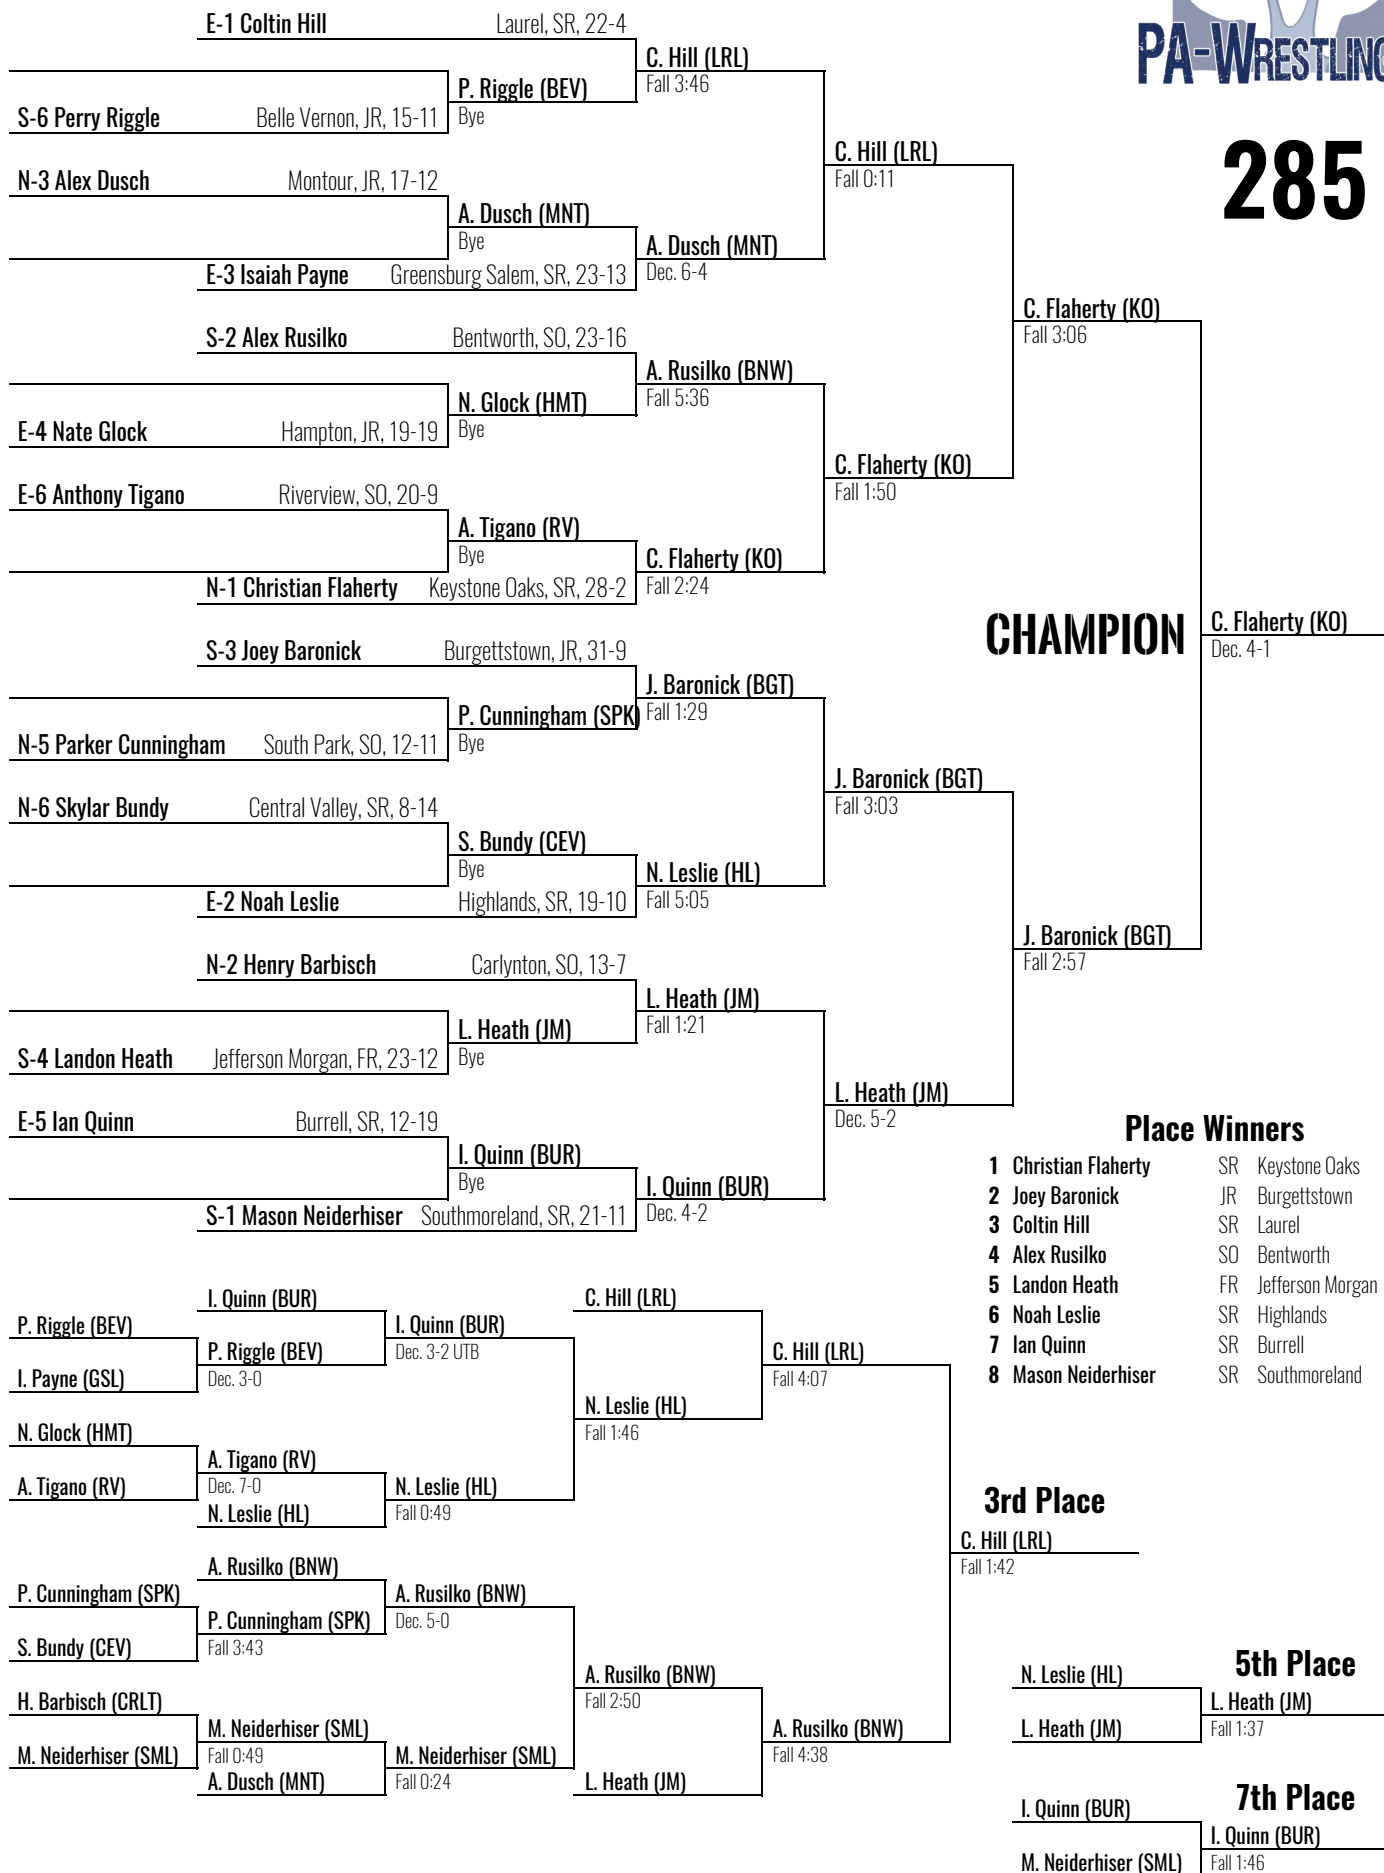 PA-WRESTLING
285
E-1 Coltin Hill Laurel, SR, 22-4
C. Hill (LRL)
Fall 3:46
P. Riggle (BEV)
Bye
S-6 Perry Riggle Belle Vernon, JR, 15-11
C. Hill (LRL)
Fall 0:11
N-3 Alex Dusch Montour, JR, 17-12
A. Dusch (MNT)
Bye
A. Dusch (MNT)
Dec. 6-4
E-3 Isaiah Payne Greensburg Salem, SR, 23-13
C. Flaherty (KO)
Fall 3:06
S-2 Alex Rusilko Bentworth, SO, 23-16
A. Rusilko (BNW)
Fall 5:36
N. Glock (HMT)
Bye
E-4 Nate Glock Hampton, JR, 19-19
C. Flaherty (KO)
Fall 1:50
E-6 Anthony Tigano Riverview, SO, 20-9
A. Tigano (RV)
Bye
C. Flaherty (KO)
Fall 2:24
N-1 Christian Flaherty Keystone Oaks, SR, 28-2
CHAMPION
C. Flaherty (KO)
Dec. 4-1
S-3 Joey Baronick Burgettstown, JR, 31-9
J. Baronick (BGT)
Fall 1:29
P. Cunningham (SPK)
Bye
N-5 Parker Cunningham South Park, SO, 12-11
J. Baronick (BGT)
Fall 3:03
N-6 Skylar Bundy Central Valley, SR, 8-14
S. Bundy (CEV)
Bye
N. Leslie (HL)
Fall 5:05
E-2 Noah Leslie Highlands, SR, 19-10
J. Baronick (BGT)
Fall 2:57
N-2 Henry Barbisch Carlynton, SO, 13-7
L. Heath (JM)
Fall 1:21
L. Heath (JM)
Bye
S-4 Landon Heath Jefferson Morgan, FR, 23-12
L. Heath (JM)
Dec. 5-2
E-5 Ian Quinn Burrell, SR, 12-19
I. Quinn (BUR)
Bye
I. Quinn (BUR)
Dec. 4-2
S-1 Mason Neiderhiser Southmoreland, SR, 21-11
Place Winners
1 Christian Flaherty SR Keystone Oaks
2 Joey Baronick JR Burgettstown
3 Coltin Hill SR Laurel
4 Alex Rusilko SO Bentworth
5 Landon Heath FR Jefferson Morgan
6 Noah Leslie SR Highlands
7 Ian Quinn SR Burrell
8 Mason Neiderhiser SR Southmoreland
I. Quinn (BUR)
P. Riggle (BEV)
I. Payne (GSL)
P. Riggle (BEV)
Dec. 3-0
I. Quinn (BUR)
Dec. 3-2 UTB
C. Hill (LRL)
C. Hill (LRL)
Fall 4:07
N. Leslie (HL)
Fall 1:46
N. Glock (HMT)
A. Tigano (RV)
A. Tigano (RV)
Dec. 7-0
N. Leslie (HL)
N. Leslie (HL)
Fall 0:49
3rd Place
C. Hill (LRL)
Fall 1:42
A. Rusilko (BNW)
P. Cunningham (SPK)
S. Bundy (CEV)
P. Cunningham (SPK)
Fall 3:43
A. Rusilko (BNW)
Dec. 5-0
A. Rusilko (BNW)
Fall 2:50
A. Rusilko (BNW)
Fall 4:38
H. Barbisch (CRLT)
M. Neiderhiser (SML)
M. Neiderhiser (SML)
Fall 0:49
A. Dusch (MNT)
M. Neiderhiser (SML)
Fall 0:24
L. Heath (JM)
5th Place
N. Leslie (HL)
L. Heath (JM)
L. Heath (JM)
Fall 1:37
7th Place
I. Quinn (BUR)
M. Neiderhiser (SML)
I. Quinn (BUR)
Fall 1:46